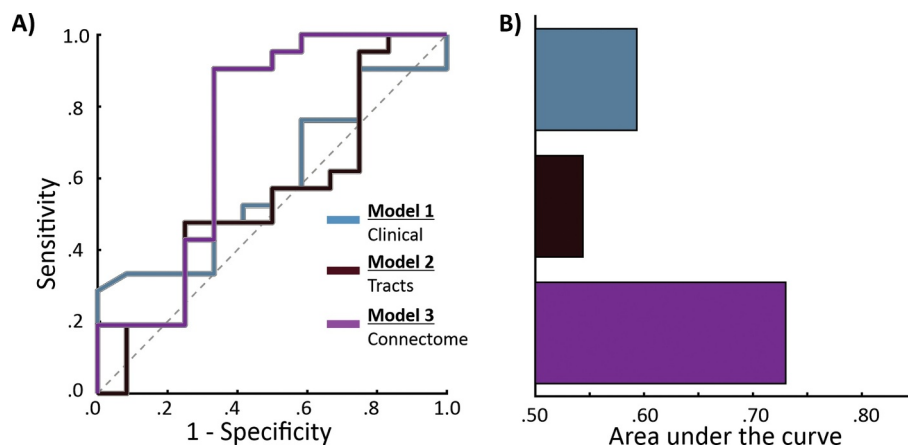 A)
1.0
.8
.6
.4
.2
.0
Sensitivity
.0 .2 .4 .6 .8 1.0
1 - Specificity
Model 1
Clinical
Model 2
Tracts
Model 3
Connectome
B)
.50 .60 .70 .80
Area under the curve